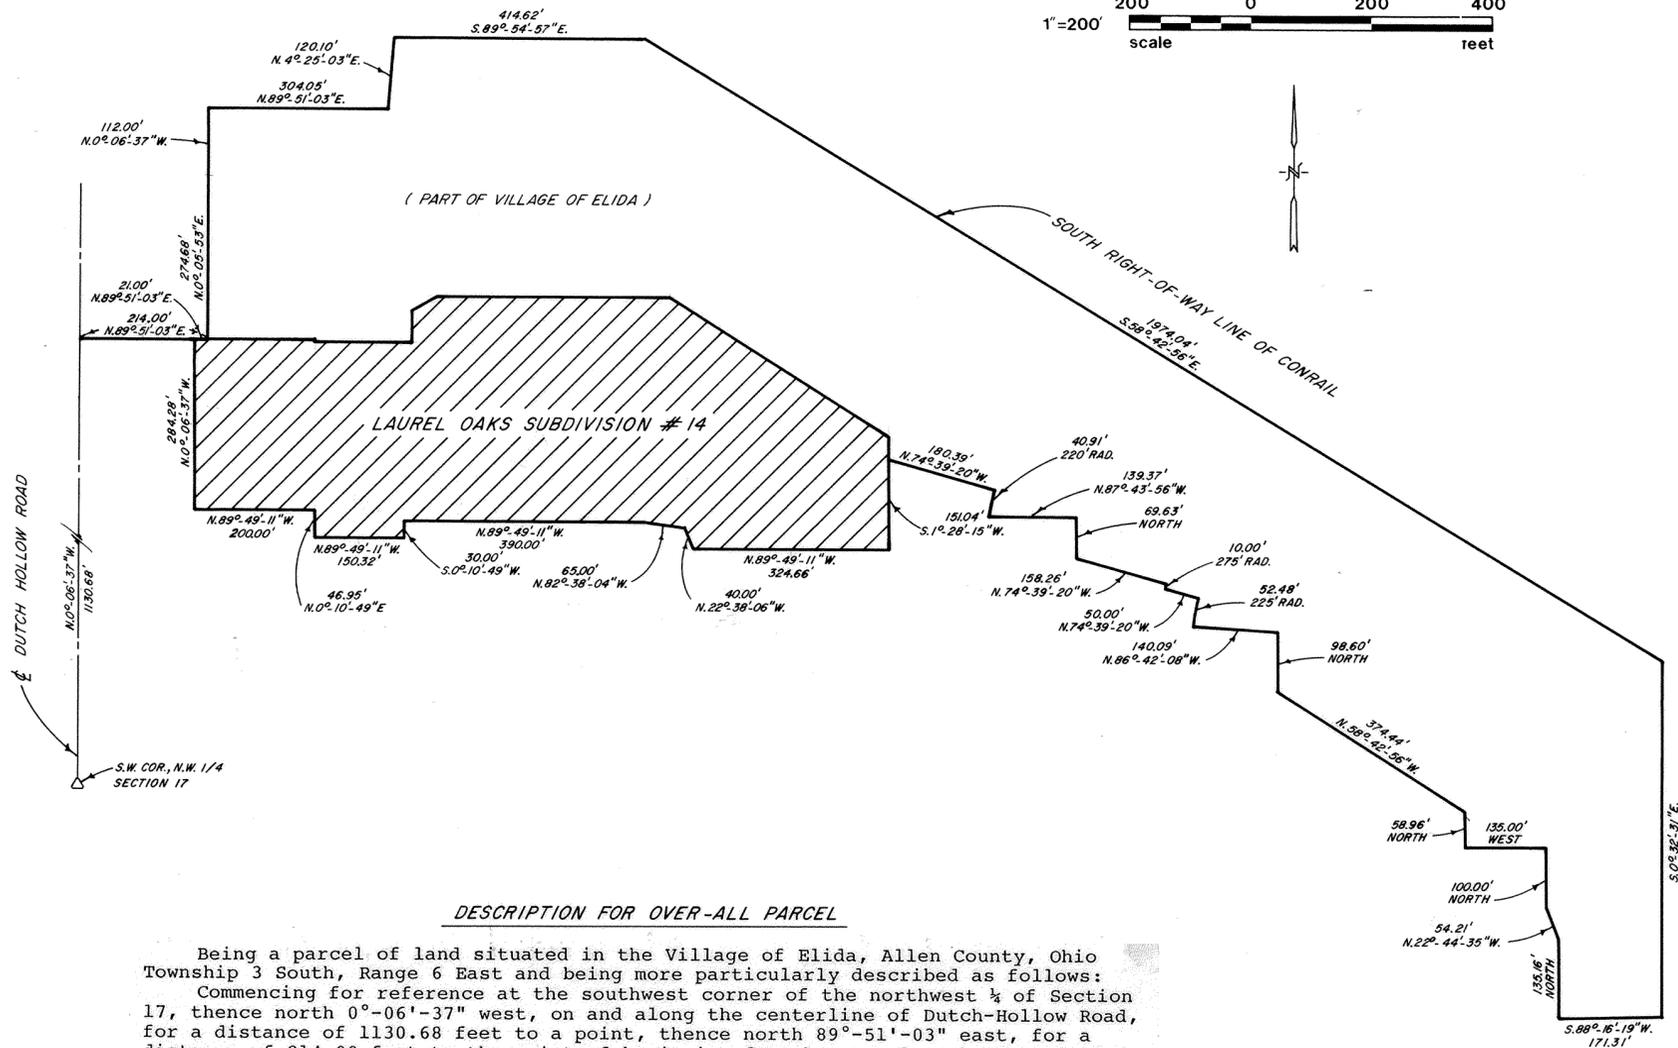 200 0 200 400
1"=200'
scale feet
414.62'
S.89°-54'-57"E.
120.10'
N.4°-25'-03"E.
304.05'
N.89°-51'-03"E.
112.00'
N.0°-06'-37"W.
( PART OF VILLAGE OF ELIDA )
274.68'
N.0°-05'-53"E.
21.00'
N.89°-51'-03"E.
214.00'
N.89°-51'-03"E.
SOUTH RIGHT-OF-WAY LINE OF CONRAIL
1974.04'
S.58°-42'-56"E.
284.28'
N.0°-06'-37"W.
LAUREL OAKS SUBDIVISION #14
180.39'
N.74°-39'-20"W.
40.91'
220'RAD.
139.37'
N.87°-43'-56"W.
69.63'
NORTH
151.04'
S.1°-28'-15"W.
N.89°-49'-11"W.
200.00'
N.89°-49'-11"W.
150.32'
N.89°-49'-11"W.
390.00'
30.00'
S.0°-10'-49"W.
65.00'
N.82°-38'-04"W.
N.89°-49'-11"W.
324.66'
46.95'
N.0°-10'-49"E
40.00'
N.22°-38'-06"W.
10.00'
275'RAD.
158.26'
N.74°-39'-20"W.
52.48'
225'RAD.
50.00'
N.74°-39'-20"W.
140.09'
N.86°-42'-08"W.
98.60'
NORTH
℄ DUTCH HOLLOW ROAD
N.0°-06'-37"W.
1130.68'
374.44'
N.58°-42'-56"W.
S.W. COR., N.W. 1/4
SECTION 17
58.96'
NORTH
135.00'
WEST
S.0°-32'-31"E.
100.00'
NORTH
54.21'
N.22°-44'-35"W.
135.16'
NORTH
S.88°-16'-19"W.
171.31'
DESCRIPTION FOR OVER-ALL PARCEL
Being a parcel of land situated in the Village of Elida, Allen County, Ohio
Township 3 South, Range 6 East and being more particularly described as follows:
Commencing for reference at the southwest corner of the northwest ¼ of Section
17, thence north 0°-06'-37" west, on and along the centerline of Dutch-Hollow Road,
for a distance of 1130.68 feet to a point, thence north 89°-51'-03" east, for a